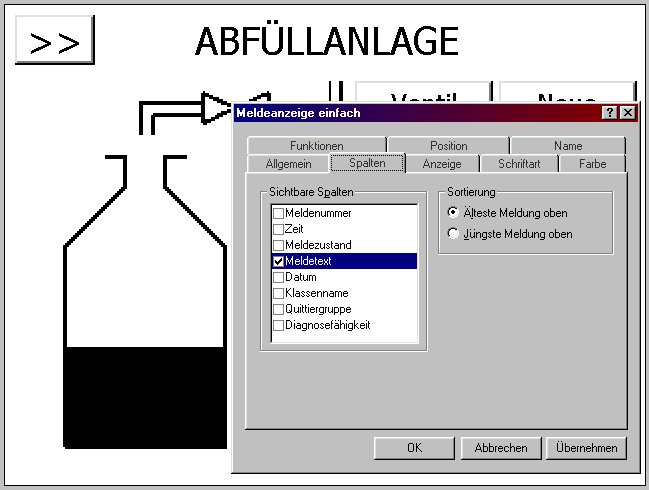 >>
ABFÜLLANLAGE
Ventil
Neue
Meldeanzeige einfach
Funktionen
Position
Name
Allgemein
Spalten
Anzeige
Schriftart
Farbe
Sichtbare Spalten
Meldenummer
Zeit
Meldezustand
Meldetext
Datum
Klassenname
Quittiergruppe
Diagnosefähigkeit
Sortierung
Älteste Meldung oben
Jüngste Meldung oben
OK
Abbrechen
Übernehmen